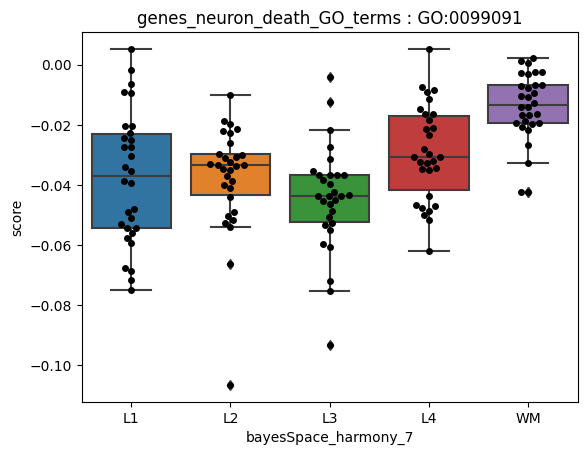 genes_neuron_death_GO_terms : GO:0099091
score
0.00
−0.02
−0.04
−0.06
−0.08
−0.10
L1 L2 L3 L4 WM
bayesSpace_harmony_7